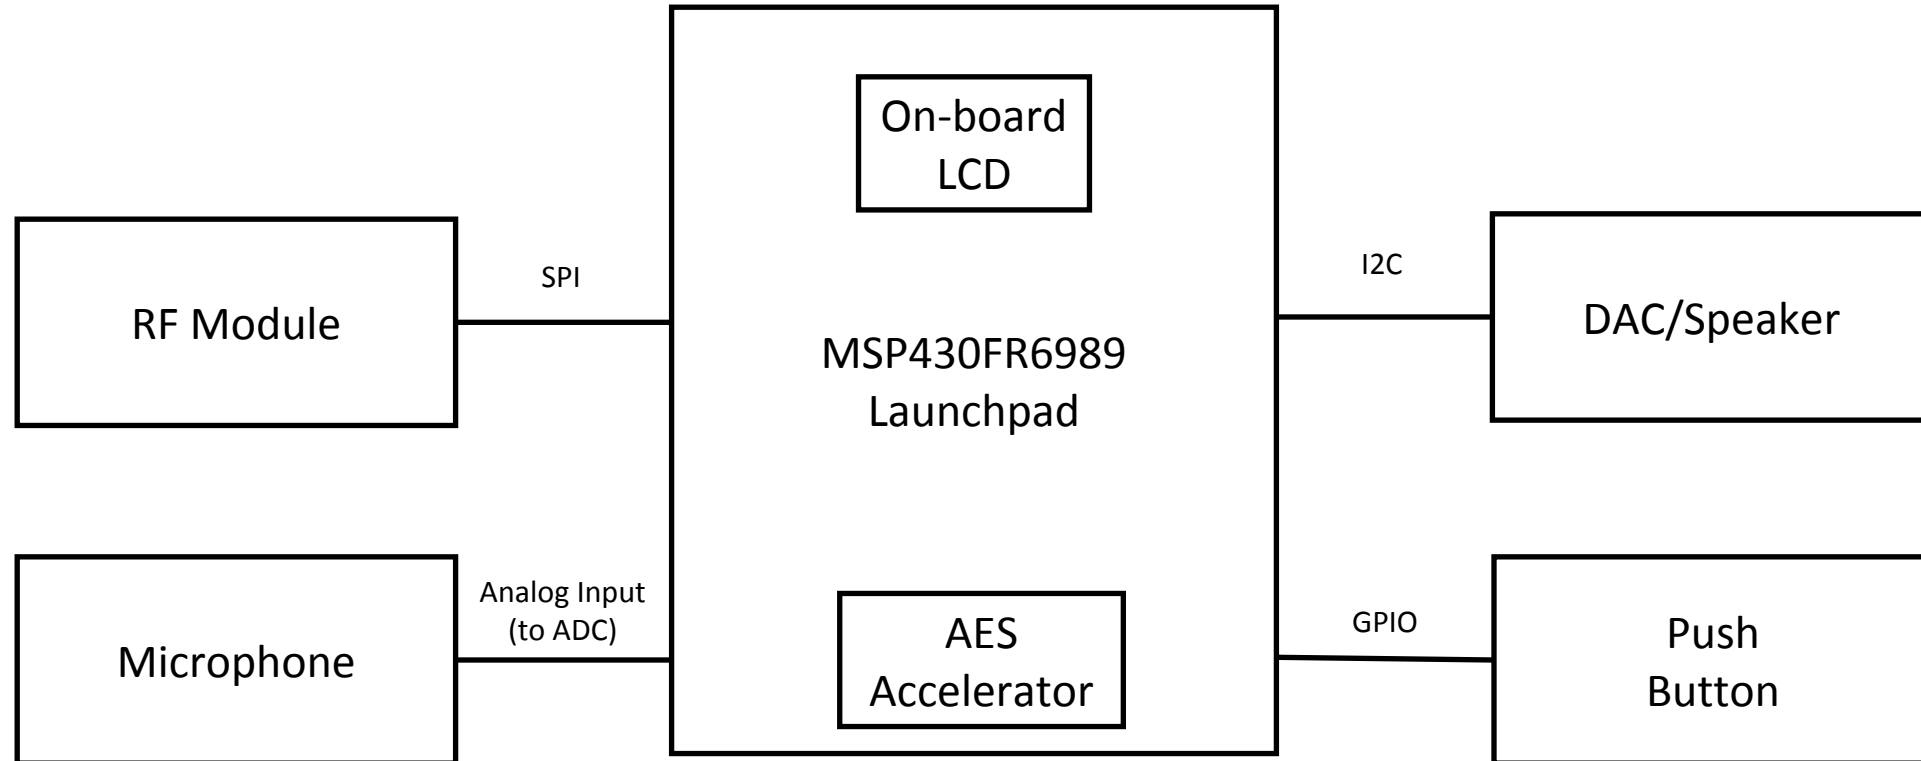 On-board
LCD
RF Module
SPI
MSP430FR6989
Launchpad
I2C
DAC/Speaker
Microphone
Analog Input
(to ADC)
AES
Accelerator
GPIO
Push
Button